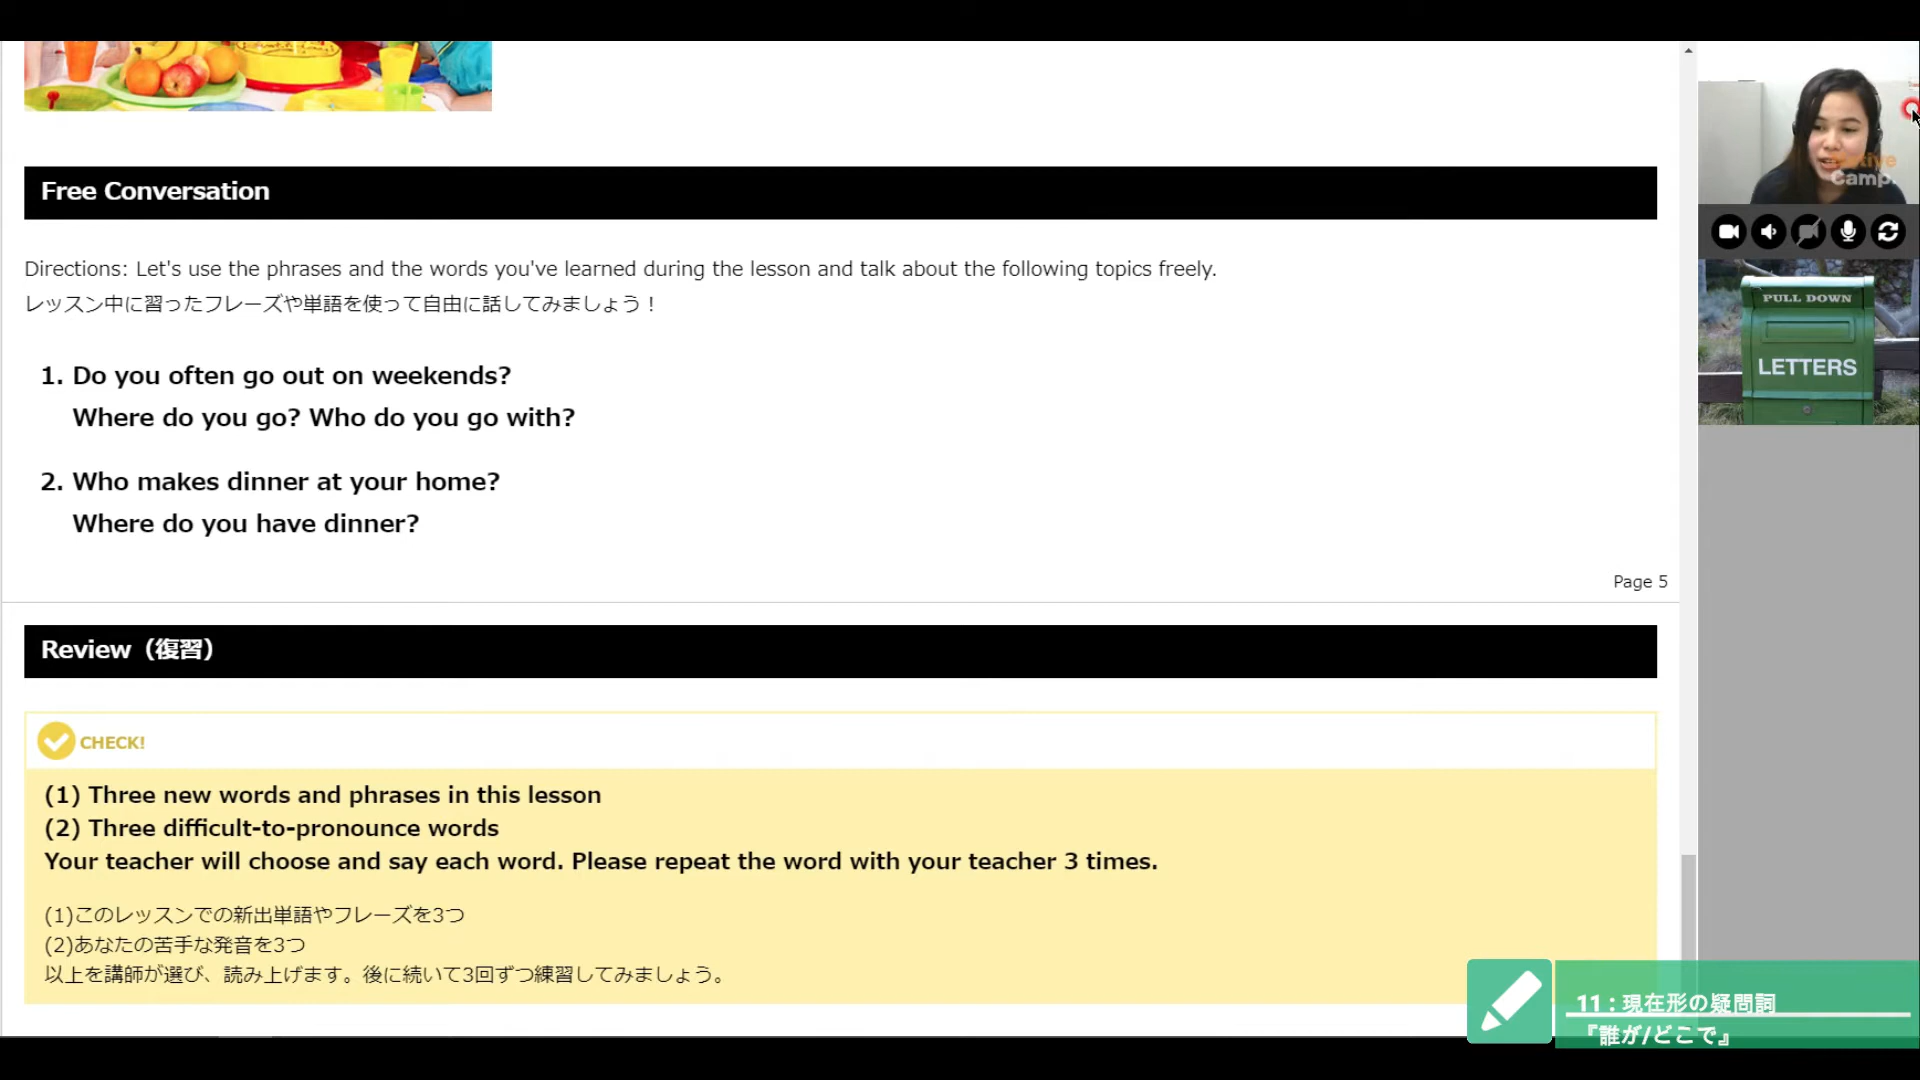 Free Conversation
Directions: Let's use the phrases and the words you've learned during the lesson and talk about the following topics freely.
レッスン中に習ったフレーズや単語を使って自由に話してみましょう！
1. Do you often go out on weekends?
Where do you go? Who do you go with?
2. Who makes dinner at your home?
Where do you have dinner?
Page 5
Review（復習）
CHECK!
(1) Three new words and phrases in this lesson
(2) Three difficult-to-pronounce words
Your teacher will choose and say each word. Please repeat the word with your teacher 3 times.
(1)このレッスンでの新出単語やフレーズを3つ
(2)あなたの苦手な発音を3つ
以上を講師が選び、読み上げます。後に続いて3回ずつ練習してみましょう。
Camp.
PULL DOWN
LETTERS
11 : 現在形の疑問詞
『誰が/どこで』